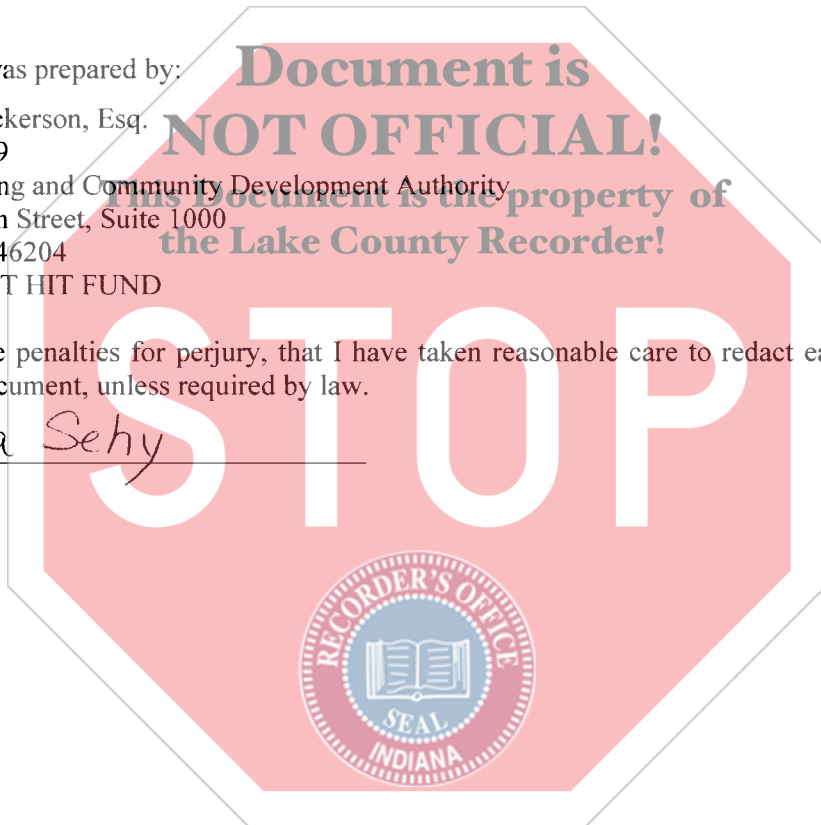 vas prepared by:
Document is
ckerson, Esq.
NOT OFFICIAL!
9
ng and Community Development Authority
This Document is the property of
n Street, Suite 1000
the Lake County Recorder!
46204
T HIT FUND
STOP
e penalties for perjury, that I have taken reasonable care to redact ea
cument, unless required by law.
a Sehy
RECORDER'S OFFICE
SEAL
INDIANA